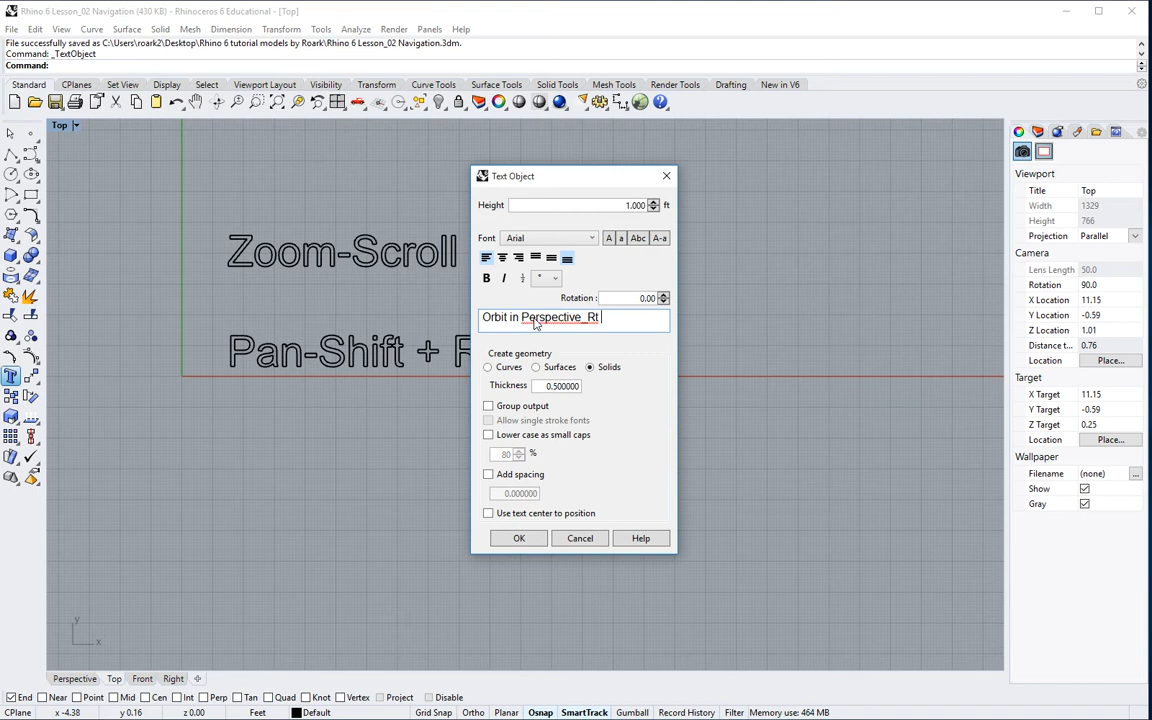 Rhino 6 Lesson_02 Navigation (430 KB) - Rhinoceros 6 Educational - [Top]
File Edit View Curve Surface Solid Mesh Dimension Transform Tools Analyze Render Panels Help
File successfully saved as C:\Users\roark2\Desktop\Rhino 6 tutorial models by Roark\Rhino 6 Lesson_02 Navigation.3dm.
Command: _TextObject
Command:
Standard CPlanes Set View Display Select Viewport Layout Visibility Transform Curve Tools Surface Tools Solid Tools Mesh Tools Render Tools Drafting New in V6
Top
Zoom-Scroll
Pan-Shift + R
Text Object
Height 1.000 ft
Font Arial A a Abc A-a
B I
Rotation : 0.00
Orbit in Perspective_Rt
Create geometry
Curves Surfaces Solids
Thickness 0.500000
Group output
Allow single stroke fonts
Lower case as small caps
80 %
Add spacing
0.000000
Use text center to position
OK Cancel Help
Viewport
Title Top
Width 1329
Height 766
Projection Parallel
Camera
Lens Length 50.0
Rotation 90.0
X Location 11.15
Y Location -0.59
Z Location 1.01
Distance t... 0.76
Location Place...
Target
X Target 11.15
Y Target -0.59
Z Target 0.25
Location Place...
Wallpaper
Filename (none) ...
Show
Gray
y
x
Perspective Top Front Right
End Near Point Mid Cen Int Perp Tan Quad Knot Vertex Project Disable
CPlane x -4.38 y 0.16 z 0.00 Feet Default Grid Snap Ortho Planar Osnap SmartTrack Gumball Record History Filter Memory use: 464 MB